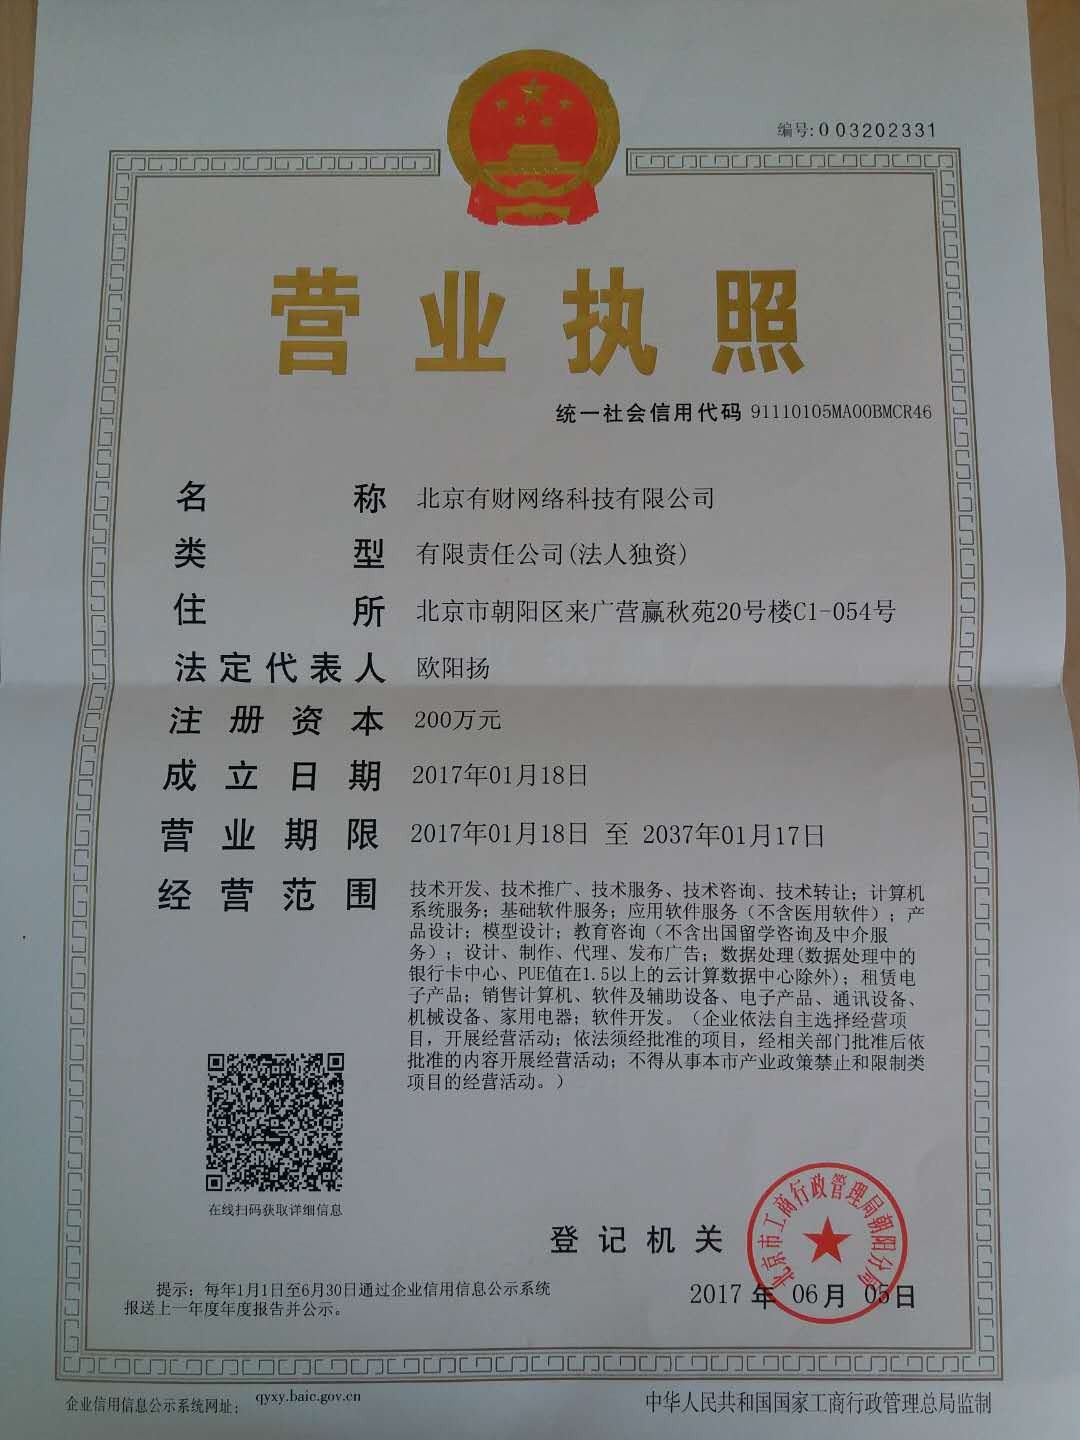 编号:0 03202331
营业执照
统一社会信用代码 91110105MA00BMCR46
名称 北京有财网络科技有限公司
类型 有限责任公司(法人独资)
住所 北京市朝阳区来广营赢秋苑20号楼C1-054号
法定代表人 欧阳扬
注册资本 200万元
成立日期 2017年01月18日
营业期限 2017年01月18日 至 2037年01月17日
经营范围 技术开发、技术推广、技术服务、技术咨询、技术转让；计算机
系统服务；基础软件服务；应用软件服务（不含医用软件）；产
品设计；模型设计；教育咨询（不含出国留学咨询及中介服
务）；设计、制作、代理、发布广告；数据处理(数据处理中的
银行卡中心、PUE值在1.5以上的云计算数据中心除外)；租赁电
子产品；销售计算机、软件及辅助设备、电子产品、通讯设备、
机械设备、家用电器；软件开发。（企业依法自主选择经营项
目，开展经营活动；依法须经批准的项目，经相关部门批准后依
批准的内容开展经营活动；不得从事本市产业政策禁止和限制类
项目的经营活动。）
在线扫码获取详细信息
登记机关
北京市工商行政管理局朝阳分局
2017年06月05日
提示：每年1月1日至6月30日通过企业信用信息公示系统
报送上一年度年度报告并公示。
企业信用信息公示系统网址： qyxy.baic.gov.cn
中华人民共和国国家工商行政管理总局监制